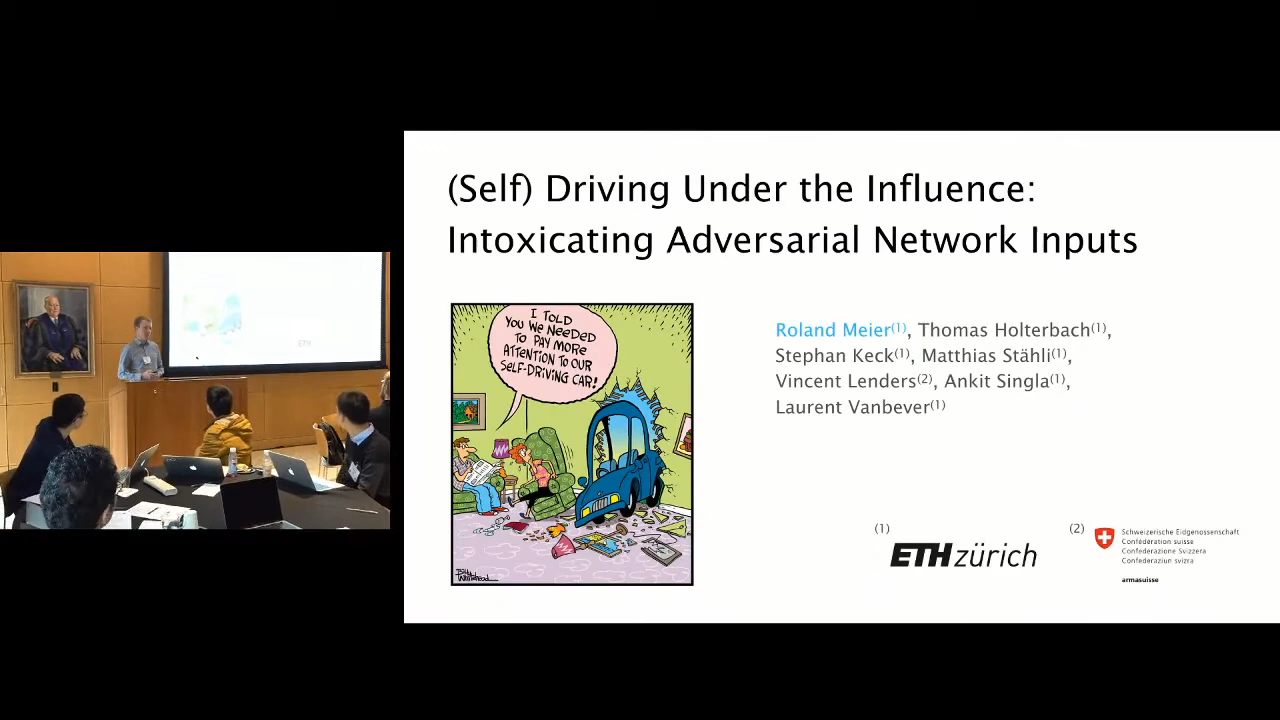 (Self) Driving Under the Influence:
Intoxicating Adversarial Network Inputs
I TOLD
YOU WE NEEDED
TO PAY MORE
ATTENTION TO OUR
SELF-DRIVING CAR!
Roland Meier(1), Thomas Holterbach(1),
Stephan Keck(1), Matthias Stähli(1),
Vincent Lenders(2), Ankit Singla(1),
Laurent Vanbever(1)
(1)
ETH zürich
(2)
Schweizerische Eidgenossenschaft
Confédération suisse
Confederazione Svizzera
Confederaziun svizra
armasuisse
ETH